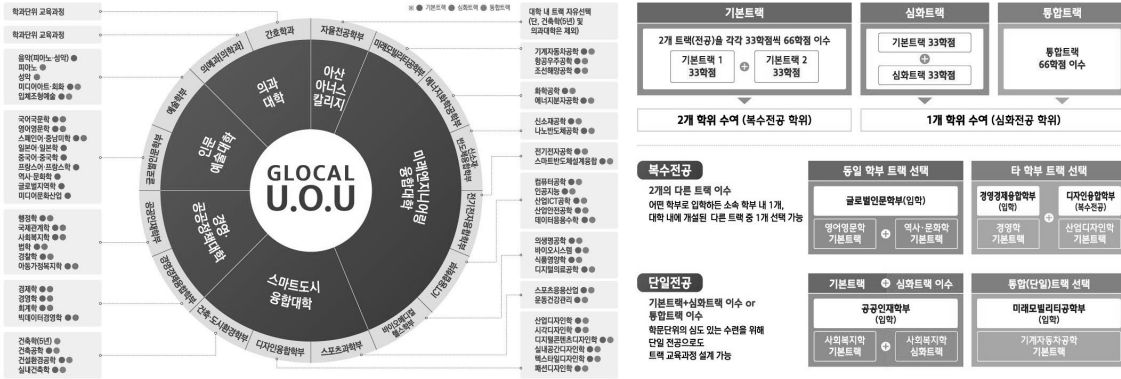 학과단위 교육과정
학과단위 교육과정
음악(피아노·성악) ●
피아노 ●
성악 ●
미디어아트·회화 ●●
입체조형예술 ●●
국어국문학 ●●
영어영문학 ●●
스페인어·중남미학 ●●
일본어·일본학 ●
중국어·중국학 ●
프랑스어·프랑스학 ●
역사·문화학 ●
글로벌지역학 ●
미디어문화산업 ●
행정학 ●●
국제관계학 ●●
사회복지학 ●●
법학 ●●
경찰학 ●●
아동가정복지학 ●●
경제학 ●●
경영학 ●●
회계학 ●●
빅데이터경영학 ●●
건축학(5년) ●
건축공학 ●●
건설환경공학 ●●
실내건축학 ●●
※ ● 기본트랙 ● 심화트랙 ● 통합트랙
간호학과
자율전공학부
미래모빌리티공학부
에너지화학공학부
신소재·
반도체융합학부
전기전자융합학부
ICT융합학부
바이오메디컬
헬스학부
스포츠과학부
디자인융합학부
건축·도시환경학부
경영경제융합학부
공공인재학부
글로벌인문학부
예술학부
의예과[의학과]
의과
대학
아산
아너스
칼리지
미래엔지니어링
융합대학
스마트도시
융합대학
경영·
공공정책대학
인문
예술대학
GLOCAL
U.O.U
대학 내 트랙 자유선택
(단, 건축학(5년) 및
의과대학은 제외)
기계자동차공학 ●●
항공우주공학 ●●
조선해양공학 ●●
화학공학 ●●
에너지분자공학 ●●
신소재공학 ●●
나노반도체공학 ●●
전기전자공학 ●●
스마트반도체설계융합 ●●
컴퓨터공학 ●●
인공지능 ●●
산업ICT공학 ●●
산업안전공학 ●●
데이터응용수학 ●●
의생명공학 ●●
바이오시스템 ●●
식품영양학 ●●
디지털의료공학 ●●
스포츠응용산업 ●●
운동건강관리 ●●
산업디자인학 ●●
시각디자인학 ●●
디지털콘텐츠디자인학 ●●
실내공간디자인학 ●●
텍스타일디자인학 ●●
패션디자인학 ●●
기본트랙
2개 트랙(전공)을 각각 33학점씩 66학점 이수
기본트랙 1
33학점
기본트랙 2
33학점
심화트랙
기본트랙 33학점
심화트랙 33학점
통합트랙
통합트랙
66학점 이수
2개 학위 수여 (복수전공 학위)
1개 학위 수여 (심화전공 학위)
복수전공
2개의 다른 트랙 이수
어떤 학부로 입학하든 소속 학부 내 1개,
대학 내에 개설된 다른 트랙 중 1개 선택 가능
동일 학부 트랙 선택
글로벌인문학부(입학)
영어영문학
기본트랙
역사·문화학
기본트랙
타 학부 트랙 선택
경영경제융합학부
(입학)
경영학
기본트랙
디자인융합학부
(복수전공)
산업디자인학
기본트랙
단일전공
기본트랙+심화트랙 이수 or
통합트랙 이수
학문단위의 심도 있는 수련을 위해
단일 전공으로도
트랙 교육과정 설계 가능
기본트랙 + 심화트랙 이수
공공인재학부
(입학)
사회복지학
기본트랙
사회복지학
심화트랙
통합(단일)트랙 선택
미래모빌리티공학부
(입학)
기계자동차공학
기본트랙